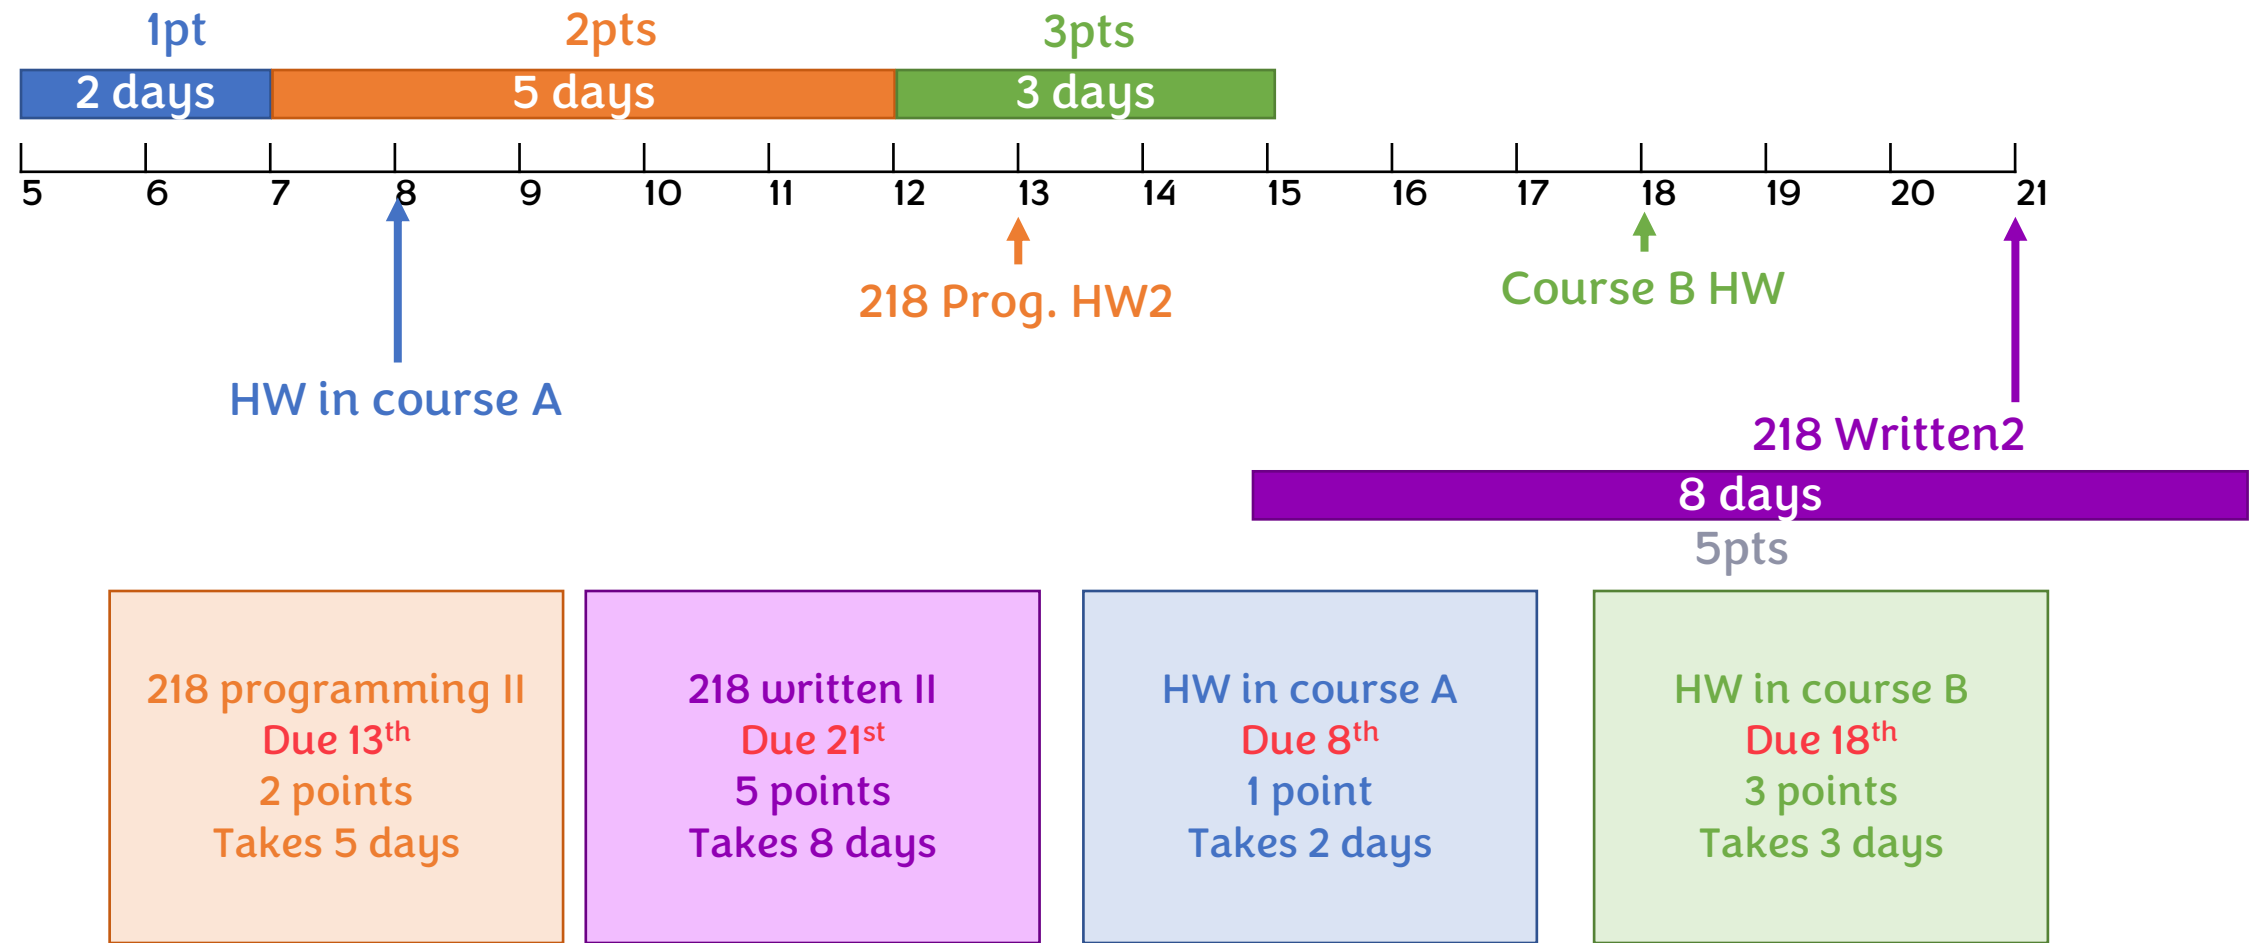 1pt 2pts 3pts
2 days 5 days 3 days
5 6 7 8 9 10 11 12 13 14 15 16 17 18 19 20 21
218 Prog. HW2
Course B HW
HW in course A
218 Written2
8 days
5pts
218 programming II
Due 13th
2 points
Takes 5 days
218 written II
Due 21st
5 points
Takes 8 days
HW in course A
Due 8th
1 point
Takes 2 days
HW in course B
Due 18th
3 points
Takes 3 days